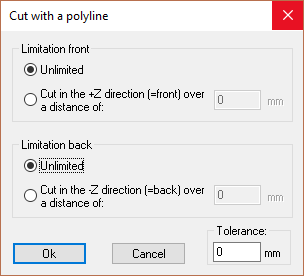 Cut with a polyline
Limitation front
Unlimited
Cut in the +Z direction (=front) over
a distance of:
0 mm
Limitation back
Unlimited
Cut in the -Z direction (=back) over
a distance of:
0 mm
Tolerance:
0 mm
Ok
Cancel